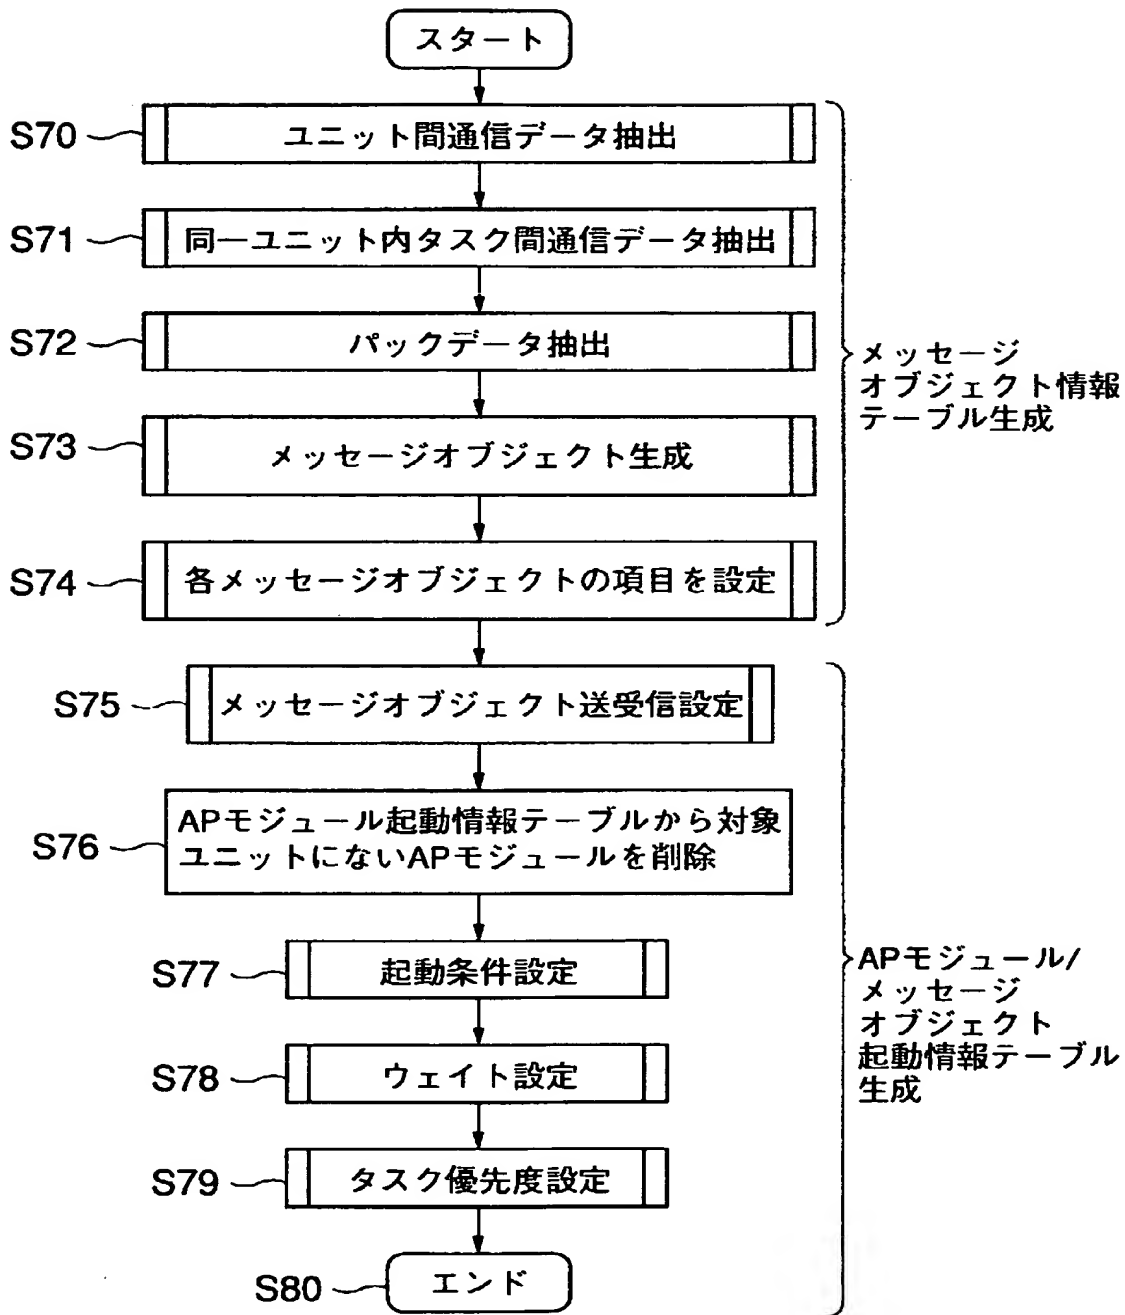 スタート
S70
ユニット間通信データ抽出
S71
同一ユニット内タスク間通信データ抽出
S72
パックデータ抽出
S73
メッセージオブジェクト生成
S74
各メッセージオブジェクトの項目を設定
メッセージ
オブジェクト情報
テーブル生成
S75
メッセージオブジェクト送受信設定
S76
APモジュール起動情報テーブルから対象
ユニットにないAPモジュールを削除
S77
起動条件設定
S78
ウェイト設定
S79
タスク優先度設定
S80
エンド
APモジュール/
メッセージ
オブジェクト
起動情報テーブル
生成